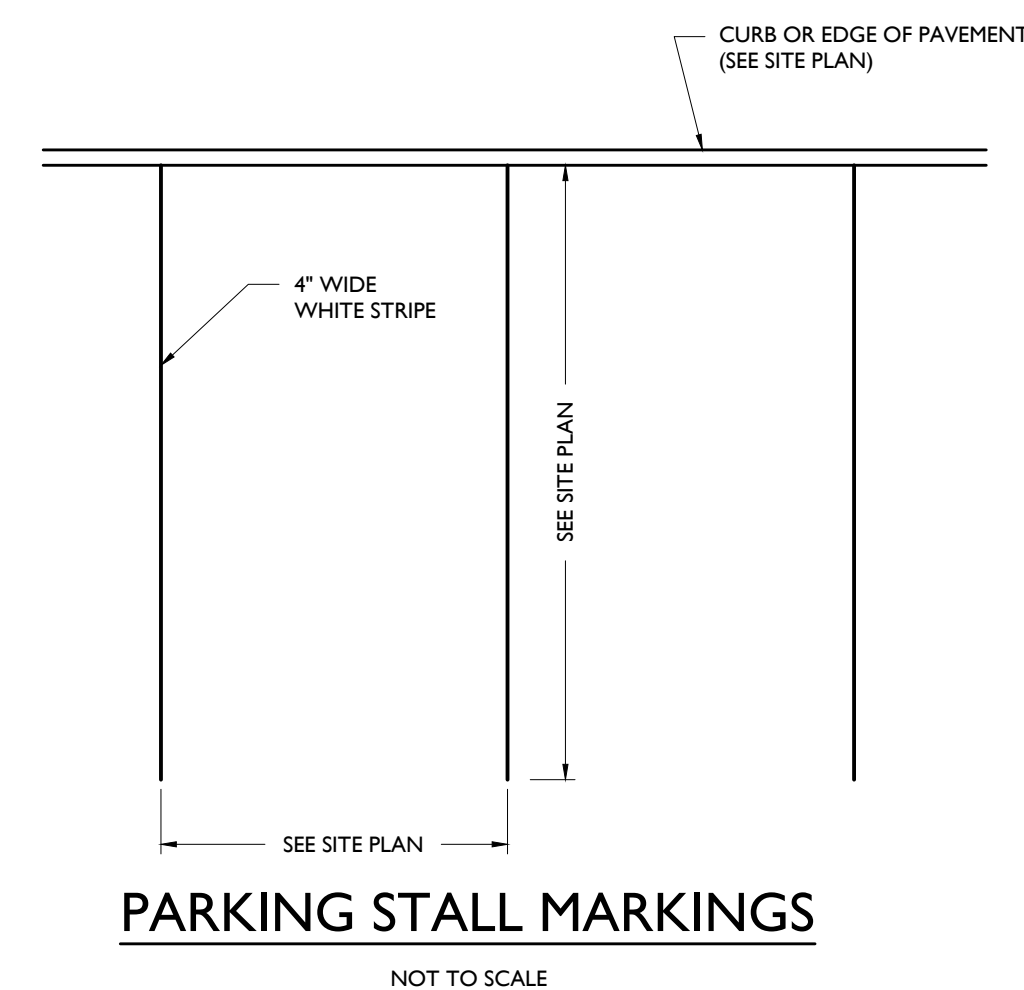 CURB OR EDGE OF PAVEMENT
(SEE SITE PLAN)
4" WIDE
WHITE STRIPE
SEE SITE PLAN
SEE SITE PLAN
PARKING STALL MARKINGS
NOT TO SCALE